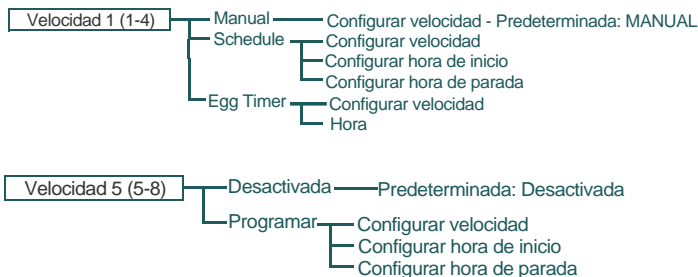 Velocidad 1 (1-4)
Manual
Configurar velocidad - Predeterminada: MANUAL
Schedule
Configurar velocidad
Configurar hora de inicio
Configurar hora de parada
Egg Timer
Configurar velocidad
Hora
Velocidad 5 (5-8)
Desactivada
Predeterminada: Desactivada
Programar
Configurar velocidad
Configurar hora de inicio
Configurar hora de parada